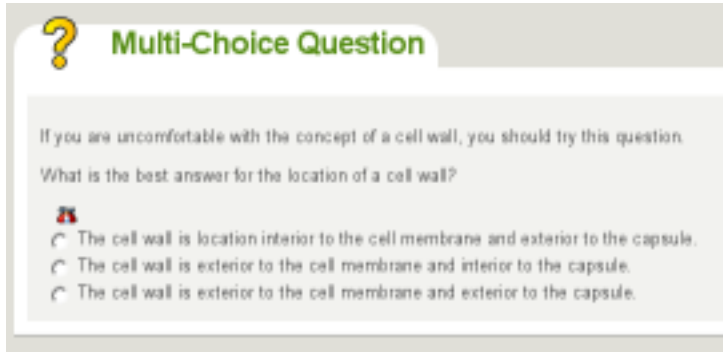 Multi-Choice Question
If you are uncomfortable with the concept of a cell wall, you should try this question.
What is the best answer for the location of a cell wall?
The cell wall is location interior to the cell membrane and exterior to the capsule.
The cell wall is exterior to the cell membrane and interior to the capsule.
The cell wall is exterior to the cell membrane and exterior to the capsule.